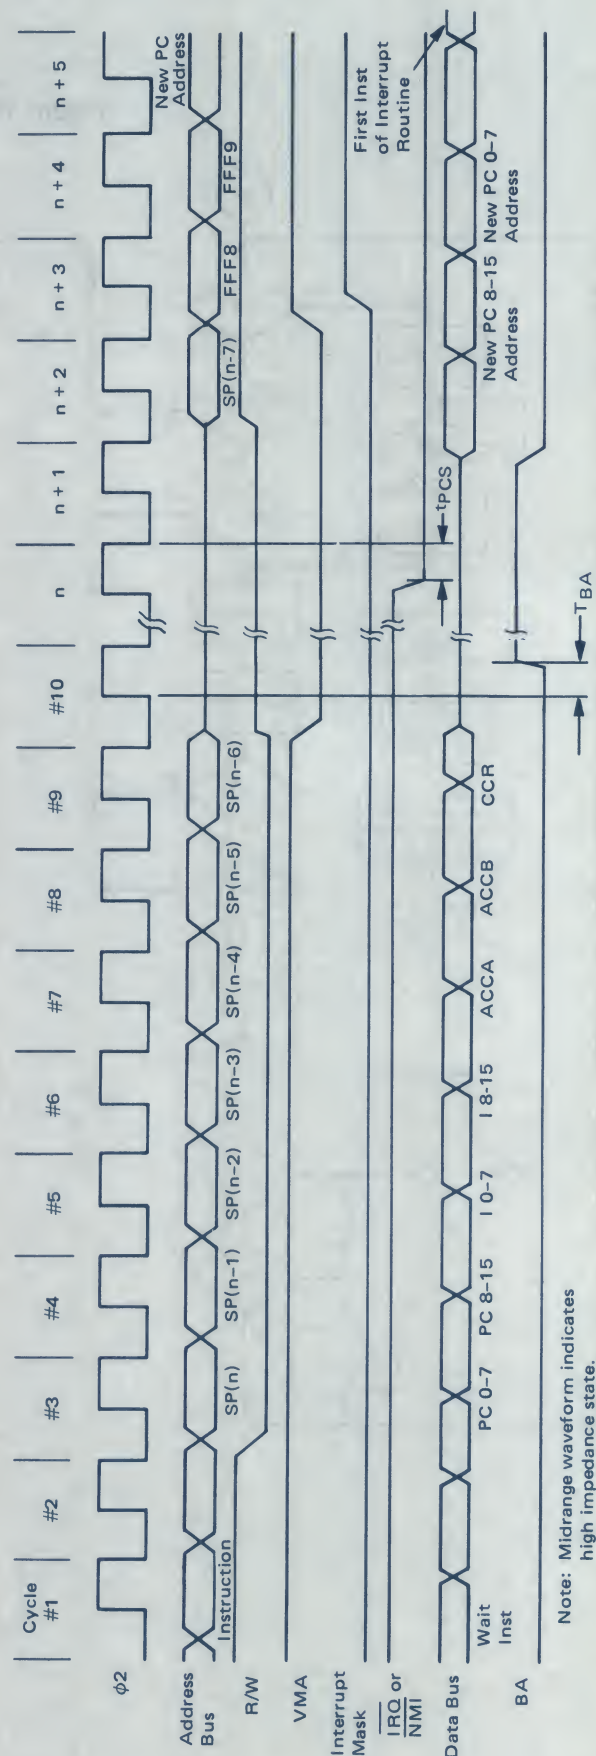 Cycle
#1 #2 #3 #4 #5 #6 #7 #8 #9 #10 n n + 1 n + 2 n + 3 n + 4 n + 5
ϕ2
Address
Bus
Instruction SP(n) SP(n-1) SP(n-2) SP(n-3) SP(n-4) SP(n-5) SP(n-6) SP(n-7) FFF8 FFF9 New PC
Address
R/W
VMA
Interrupt
Mask
IRQ or
NMI
tPCS
First Inst
of Interrupt
Routine
Data Bus
Wait
Inst
PC 0-7 PC 8-15 I 0-7 I 8-15 ACCA ACCB CCR
New PC 8-15
Address
New PC 0-7
Address
BA
TBA
Note: Midrange waveform indicates
high impedance state.